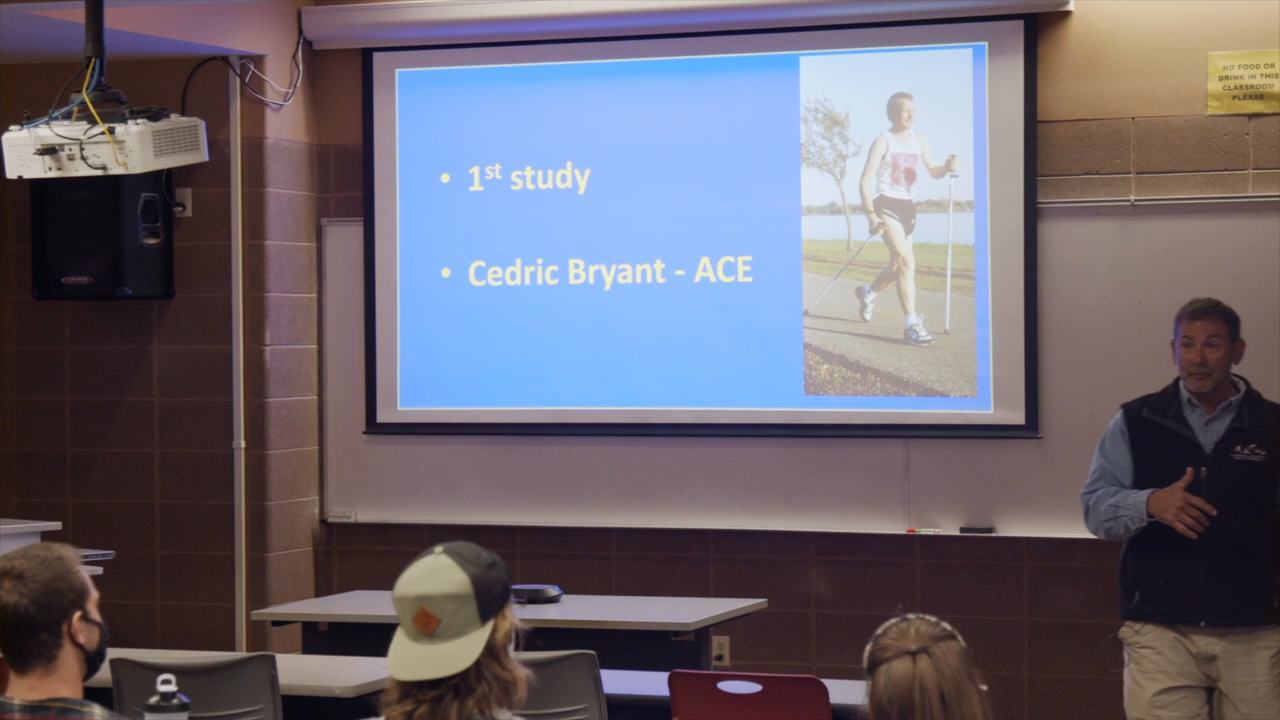 NO FOOD OR
DRINK IN THIS
CLASSROOM
PLEASE
• 1st study
• Cedric Bryant - ACE